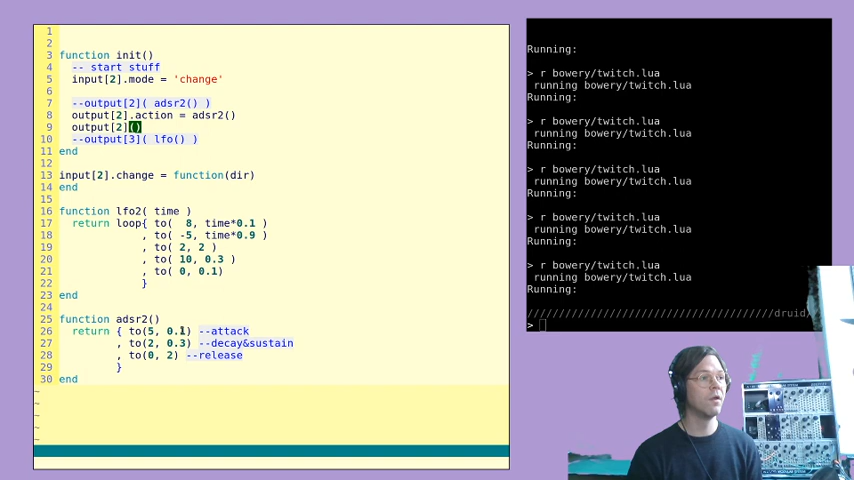 1
2
3 function init()
4 -- start stuff
5 input[2].mode = 'change'
6
7 --output[2]( adsr2() )
8 output[2].action = adsr2()
9 output[2]()
10 --output[3]( lfo() )
11 end
12
13 input[2].change = function(dir)
14 end
15
16 function lfo2( time )
17 return loop{ to( 8, time*0.1 )
18 , to( -5, time*0.9 )
19 , to( 2, 2 )
20 , to( 10, 0.3 )
21 , to( 0, 0.1)
22 }
23 end
24
25 function adsr2()
26 return { to(5, 0.1) --attack
27 , to(2, 0.3) --decay&sustain
28 , to(0, 2) --release
29 }
30 end
~
~
~
~
~
Running:
> r bowery/twitch.lua
running bowery/twitch.lua
Running:
> r bowery/twitch.lua
running bowery/twitch.lua
Running:
> r bowery/twitch.lua
running bowery/twitch.lua
Running:
> r bowery/twitch.lua
running bowery/twitch.lua
Running:
> r bowery/twitch.lua
running bowery/twitch.lua
Running:
//////////////////////////////////////////druid/
>